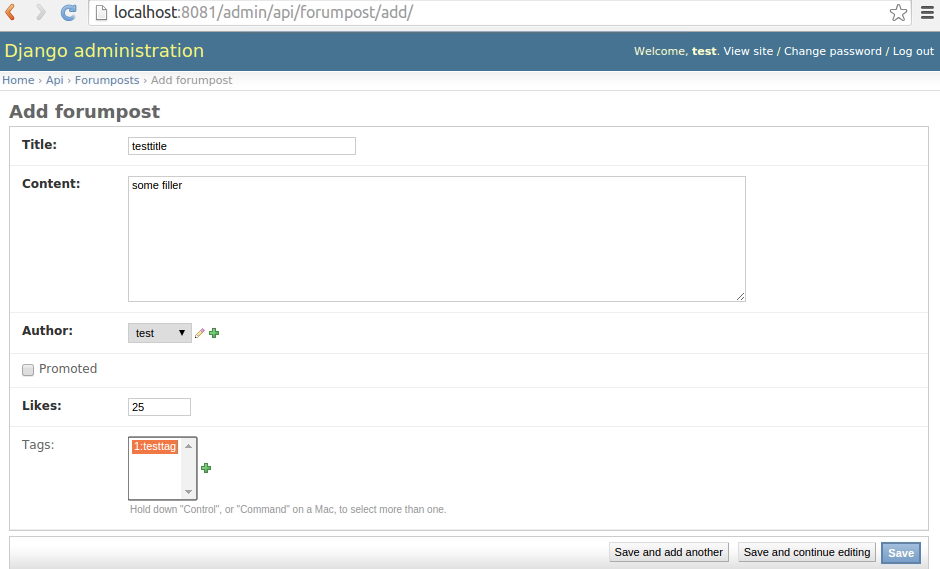 localhost:8081/admin/api/forumpost/add/
Django administration
Welcome, test. View site / Change password / Log out
Home › Api › Forumposts › Add forumpost
Add forumpost
Title: testtitle
Content: some filler
Author: test
Promoted
Likes: 25
Tags: 1:testtag
Hold down "Control", or "Command" on a Mac, to select more than one.
Save and add another Save and continue editing Save